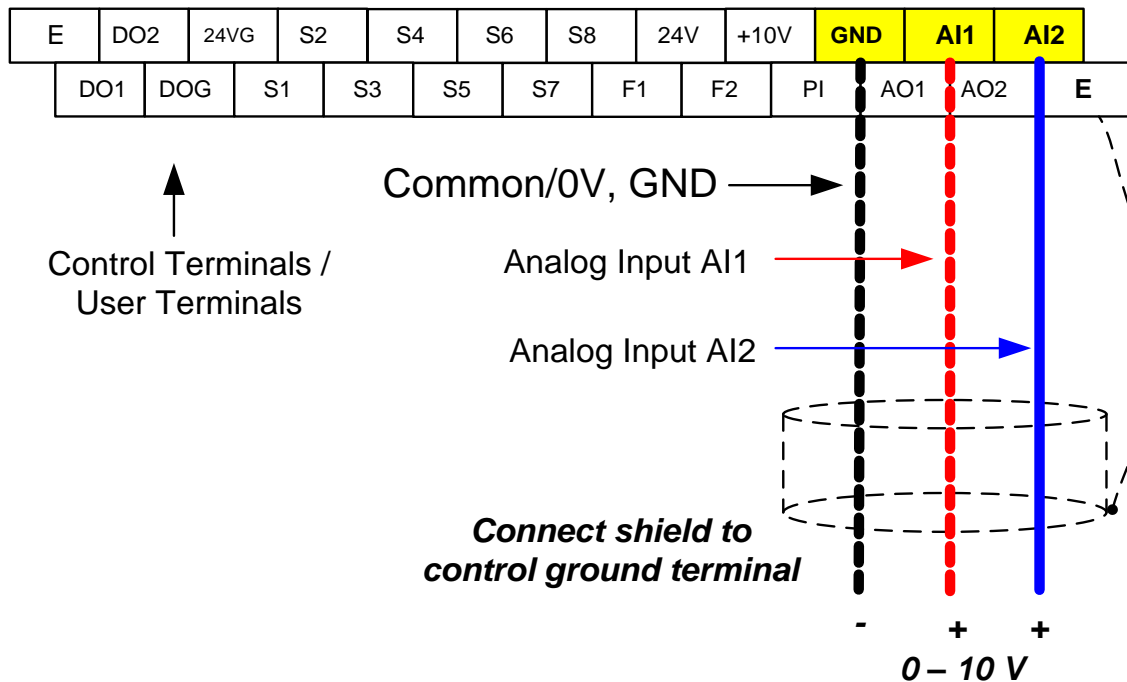 E DO2 24VG S2 S4 S6 S8 24V +10V GND AI1 AI2
DO1 DOG S1 S3 S5 S7 F1 F2 PI AO1 AO2 E
Common/0V, GND
Control Terminals /
User Terminals
Analog Input AI1
Analog Input AI2
Connect shield to
control ground terminal
- + +
0 – 10 V